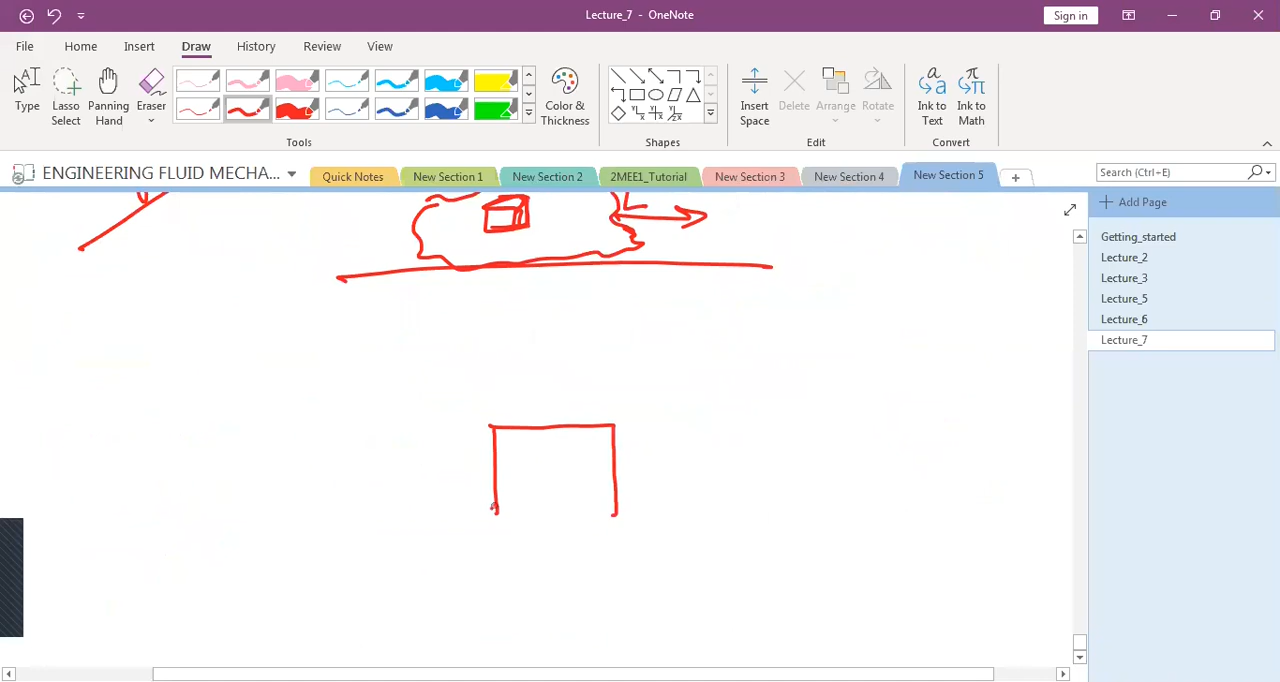 Lecture_7 - OneNote
Sign in
File Home Insert Draw History Review View
Type
Lasso Select
Panning Hand
Eraser
Color & Thickness
Insert Space
Delete
Arrange
Rotate
Ink to Text
Ink to Math
Tools
Shapes
Edit
Convert
ENGINEERING FLUID MECHA...
Quick Notes
New Section 1
New Section 2
2MEE1_Tutorial
New Section 3
New Section 4
New Section 5
Search (Ctrl+E)
Add Page
Getting_started
Lecture_2
Lecture_3
Lecture_5
Lecture_6
Lecture_7